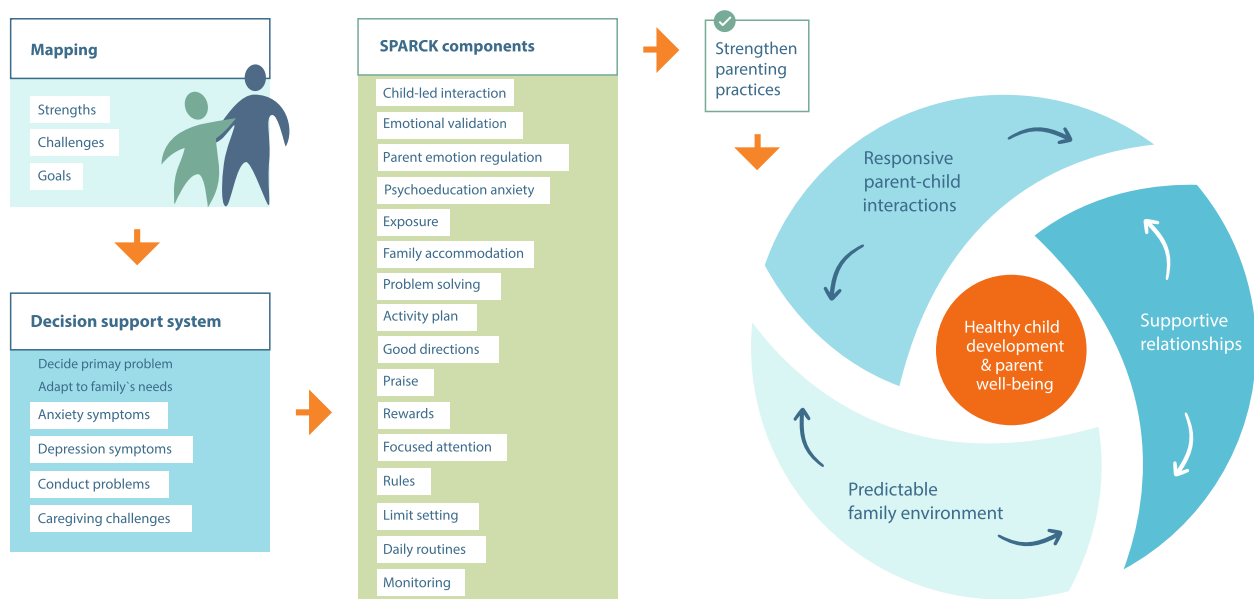 Mapping
Strengths
Challenges
Goals
Decision support system
Decide primay problem
Adapt to family`s needs
Anxiety symptoms
Depression symptoms
Conduct problems
Caregiving challenges
SPARCK components
Child-led interaction
Emotional validation
Parent emotion regulation
Psychoeducation anxiety
Exposure
Family accommodation
Problem solving
Activity plan
Good directions
Praise
Rewards
Focused attention
Rules
Limit setting
Daily routines
Monitoring
Strengthen
parenting
practices
Responsive
parent-child
interactions
Supportive
relationships
Healthy child
development
& parent
well-being
Predictable
family environment